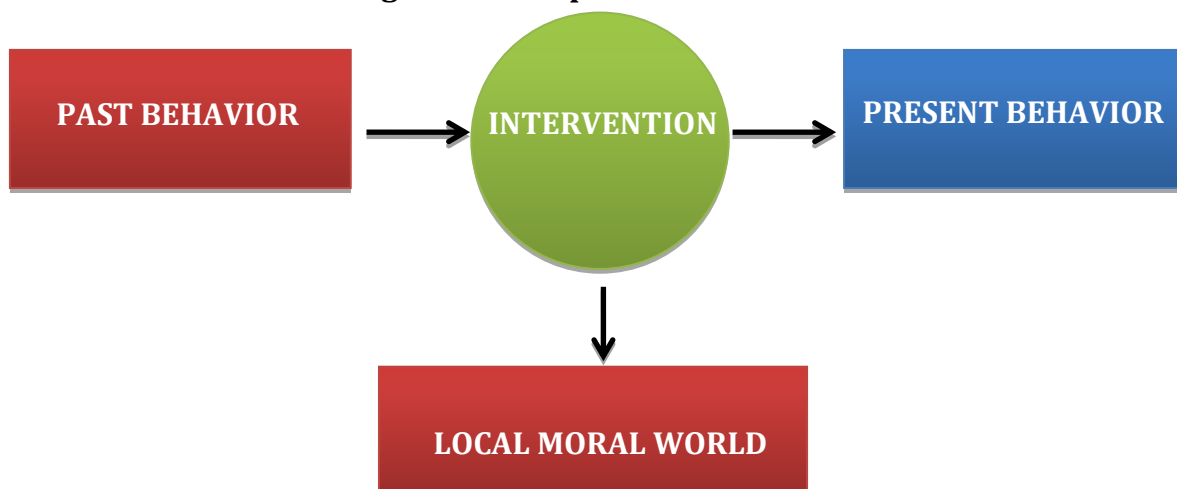 PAST BEHAVIOR
INTERVENTION
PRESENT BEHAVIOR
LOCAL MORAL WORLD